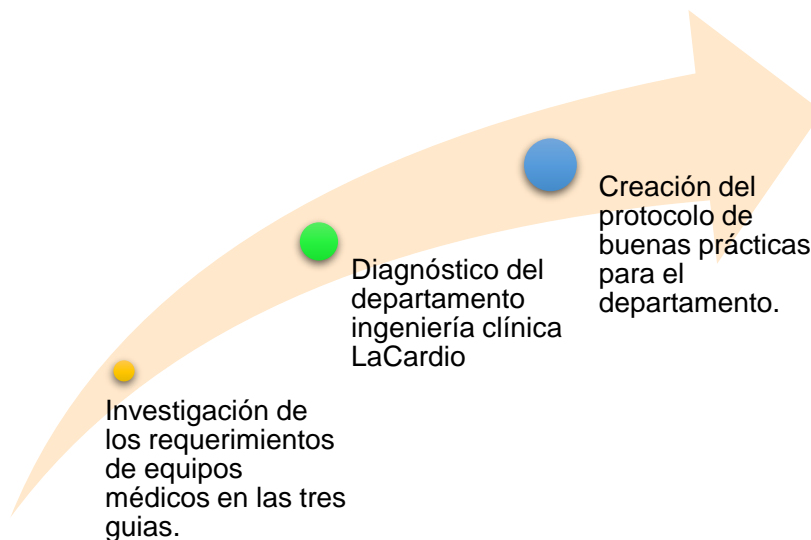 Investigación de
los requerimientos
de equipos
médicos en las tres
guias.
Diagnóstico del
departamento
ingeniería clínica
LaCardio
Creación del
protocolo de
buenas prácticas
para el
departamento.